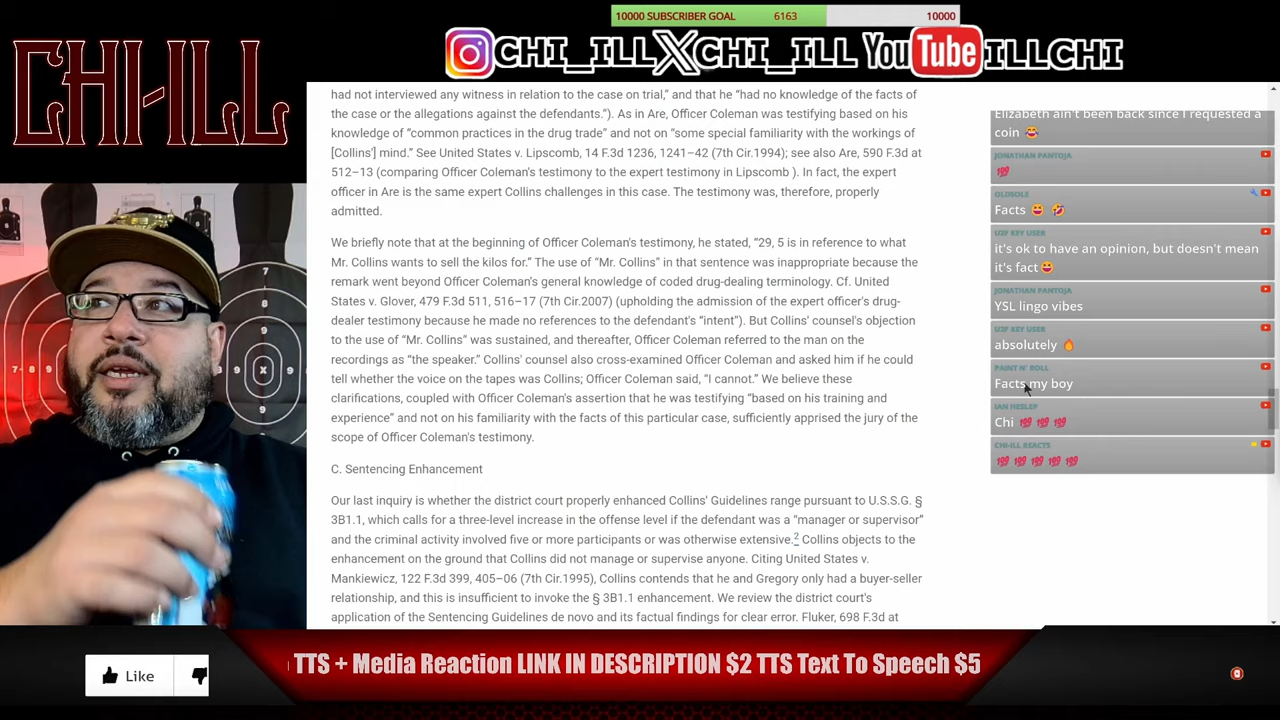 10000 SUBSCRIBER GOAL 6163 10000
CHI-ILL
CHI_ILL X CHI_ILL YouTube ILLCHI
had not interviewed any witness in relation to the case on trial,” and that he “had no knowledge of the facts of
the case or the allegations against the defendants.”). As in Are, Officer Coleman was testifying based on his
knowledge of “common practices in the drug trade” and not on “some special familiarity with the workings of
[Collins'] mind.” See United States v. Lipscomb, 14 F.3d 1236, 1241–42 (7th Cir.1994); see also Are, 590 F.3d at
512–13 (comparing Officer Coleman's testimony to the expert testimony in Lipscomb ). In fact, the expert
officer in Are is the same expert Collins challenges in this case. The testimony was, therefore, properly
admitted.
We briefly note that at the beginning of Officer Coleman's testimony, he stated, “29, 5 is in reference to what
Mr. Collins wants to sell the kilos for.” The use of “Mr. Collins” in that sentence was inappropriate because the
remark went beyond Officer Coleman's general knowledge of coded drug-dealing terminology. Cf. United
States v. Glover, 479 F.3d 511, 516–17 (7th Cir.2007) (upholding the admission of the expert officer's drug-
dealer testimony because he made no references to the defendant's “intent”). But Collins' counsel's objection
to the use of “Mr. Collins” was sustained, and thereafter, Officer Coleman referred to the man on the
recordings as “the speaker.” Collins' counsel also cross-examined Officer Coleman and asked him if he could
tell whether the voice on the tapes was Collins; Officer Coleman said, “I cannot.” We believe these
clarifications, coupled with Officer Coleman's assertion that he was testifying “based on his training and
experience” and not on his familiarity with the facts of this particular case, sufficiently apprised the jury of the
scope of Officer Coleman's testimony.
C. Sentencing Enhancement
Our last inquiry is whether the district court properly enhanced Collins' Guidelines range pursuant to U.S.S.G. §
3B1.1, which calls for a three-level increase in the offense level if the defendant was a “manager or supervisor”
and the criminal activity involved five or more participants or was otherwise extensive.2 Collins objects to the
enhancement on the ground that Collins did not manage or supervise anyone. Citing United States v.
Mankiewicz, 122 F.3d 399, 405–06 (7th Cir.1995), Collins contends that he and Gregory only had a buyer-seller
relationship, and this is insufficient to invoke the § 3B1.1 enhancement. We review the district court's
application of the Sentencing Guidelines de novo and its factual findings for clear error. Fluker, 698 F.3d at
Elizabeth ain't been back since I requested a
coin 😂
JONATHAN PANTOJA
💯
OLDSOLE
Facts 😆 🤣
U2F KEY USER
it's ok to have an opinion, but doesn't mean
it's fact 😆
JONATHAN PANTOJA
YSL lingo vibes
U2F KEY USER
absolutely 🔥
PAINT N' ROLL
Facts my boy
IAN HESLEP
Chi 💯 💯 💯
CHI-ILL REACTS
💯 💯 💯 💯 💯
Like
TTS + Media Reaction LINK IN DESCRIPTION $2 TTS Text To Speech $5